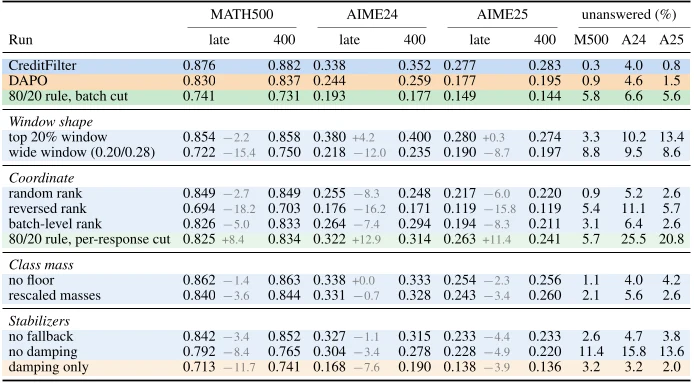 MATH500 AIME24 AIME25 unanswered (%)
Run late 400 late 400 late 400 M500 A24 A25
CreditFilter 0.876 0.882 0.338 0.352 0.277 0.283 0.3 4.0 0.8
DAPO 0.830 0.837 0.244 0.259 0.177 0.195 0.9 4.6 1.5
80/20 rule, batch cut 0.741 0.731 0.193 0.177 0.149 0.144 5.8 6.6 5.6
Window shape
top 20% window 0.854 −2.2 0.858 0.380 +4.2 0.400 0.280 +0.3 0.274 3.3 10.2 13.4
wide window (0.20/0.28) 0.722 −15.4 0.750 0.218 −12.0 0.235 0.190 −8.7 0.197 8.8 9.5 8.6
Coordinate
random rank 0.849 −2.7 0.849 0.255 −8.3 0.248 0.217 −6.0 0.220 0.9 5.2 2.6
reversed rank 0.694 −18.2 0.703 0.176 −16.2 0.171 0.119 −15.8 0.119 5.4 11.1 5.7
batch-level rank 0.826 −5.0 0.833 0.264 −7.4 0.294 0.194 −8.3 0.211 3.1 6.4 2.6
80/20 rule, per-response cut 0.825 +8.4 0.834 0.322 +12.9 0.314 0.263 +11.4 0.241 5.7 25.5 20.8
Class mass
no floor 0.862 −1.4 0.863 0.338 +0.0 0.333 0.254 −2.3 0.256 1.1 4.0 4.2
rescaled masses 0.840 −3.6 0.844 0.331 −0.7 0.328 0.243 −3.4 0.260 2.1 5.6 2.6
Stabilizers
no fallback 0.842 −3.4 0.852 0.327 −1.1 0.315 0.233 −4.4 0.233 2.6 4.7 3.8
no damping 0.792 −8.4 0.765 0.304 −3.4 0.278 0.228 −4.9 0.220 11.4 15.8 13.6
damping only 0.713 −11.7 0.741 0.168 −7.6 0.190 0.138 −3.9 0.136 3.2 3.2 2.0